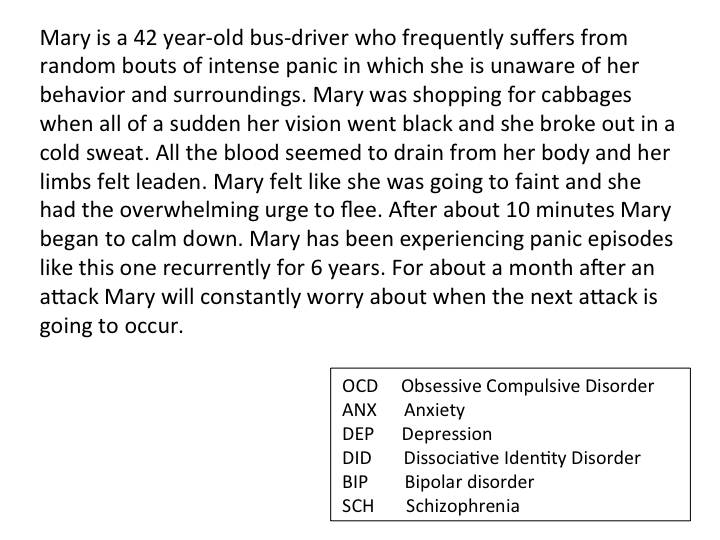 Mary is a 42 year-old bus-driver who frequently suffers from
random bouts of intense panic in which she is unaware of her
behavior and surroundings. Mary was shopping for cabbages
when all of a sudden her vision went black and she broke out in a
cold sweat. All the blood seemed to drain from her body and her
limbs felt leaden. Mary felt like she was going to faint and she
had the overwhelming urge to flee. After about 10 minutes Mary
began to calm down. Mary has been experiencing panic episodes
like this one recurrently for 6 years. For about a month after an
attack Mary will constantly worry about when the next attack is
going to occur.
OCD Obsessive Compulsive Disorder
ANX Anxiety
DEP Depression
DID Dissociative Identity Disorder
BIP Bipolar disorder
SCH Schizophrenia